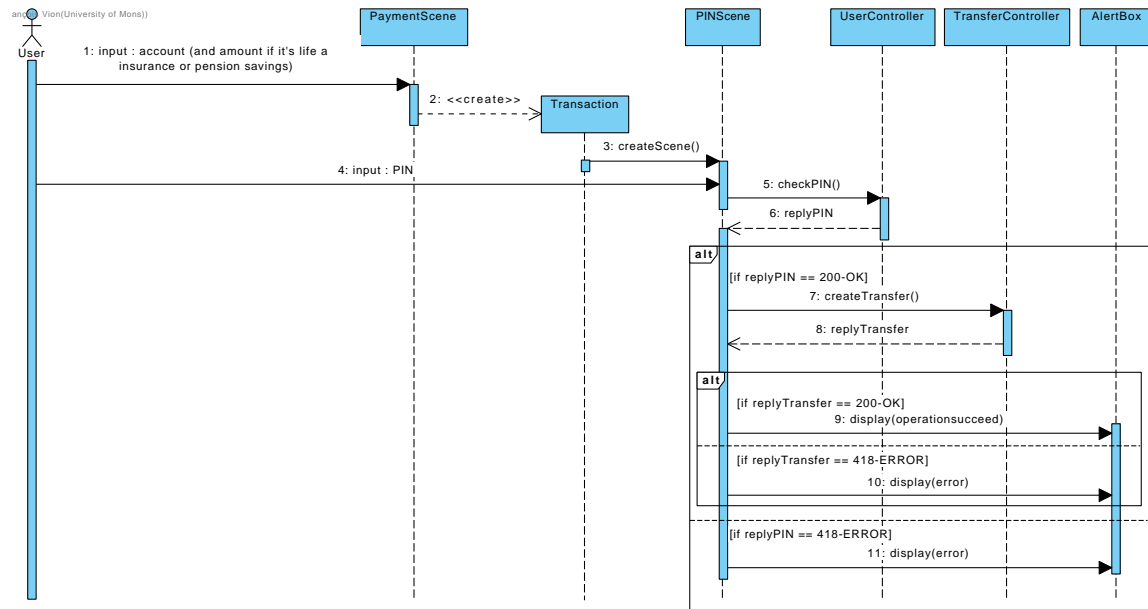 Vion(University of Mons))
User
PaymentScene
PINScene
UserController
TransferController
AlertBox
1: input : account (and amount if it's life a
insurance or pension savings)
2: <<create>>
Transaction
3: createScene()
4: input : PIN
5: checkPIN()
6: replyPIN
alt
[if replyPIN == 200-OK]
7: createTransfer()
8: replyTransfer
alt
[if replyTransfer == 200-OK]
9: display(operationsucceed)
[if replyTransfer == 418-ERROR]
10: display(error)
[if replyPIN == 418-ERROR]
11: display(error)